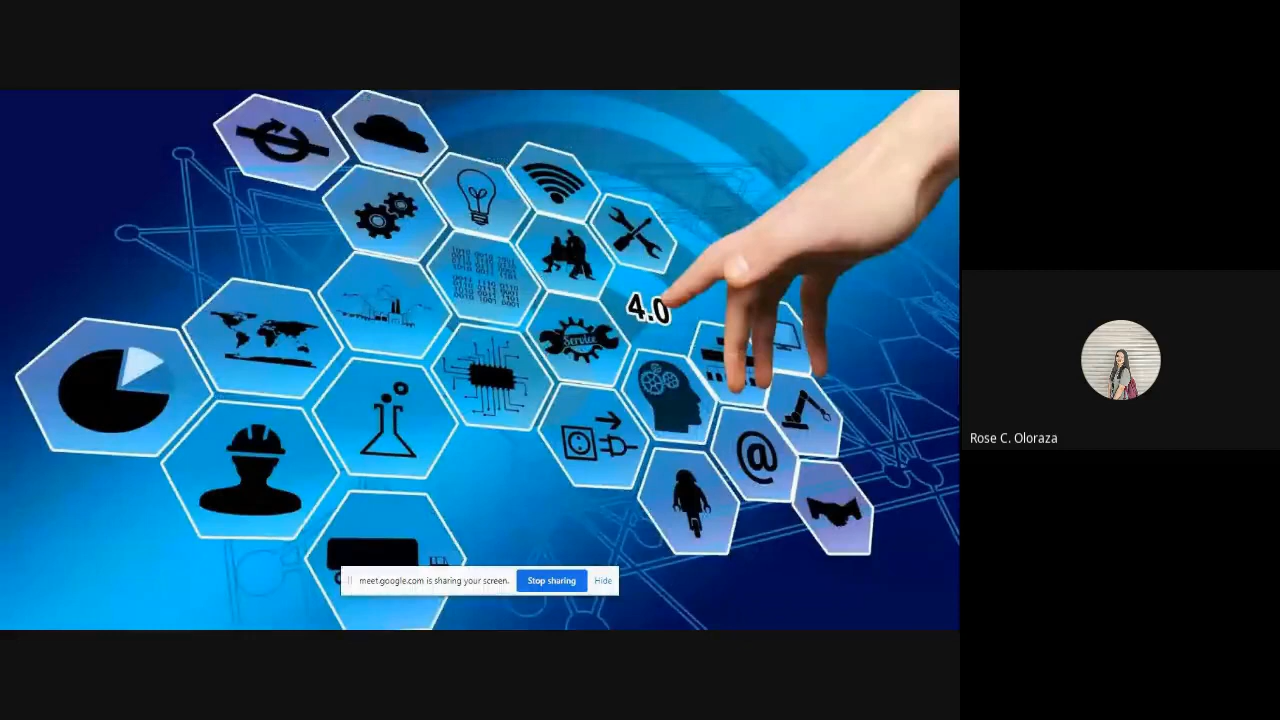 4.0
Service
@
meet.google.com is sharing your screen.
Stop sharing
Hide
Rose C. Oloraza